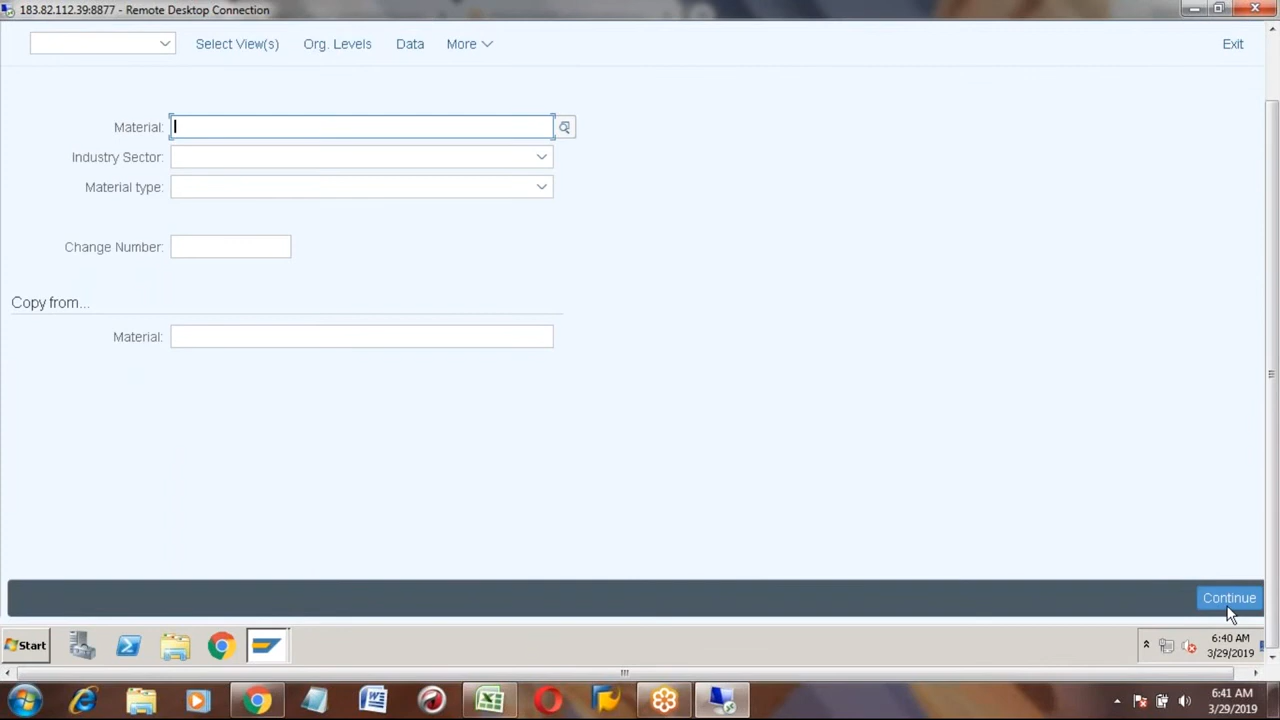 183.82.112.39:8877 - Remote Desktop Connection
Select View(s) Org. Levels Data More Exit
Material:
Industry Sector:
Material type:
Change Number:
Copy from...
Material:
Continue
Start
6:40 AM
3/29/2019
6:41 AM
3/29/2019